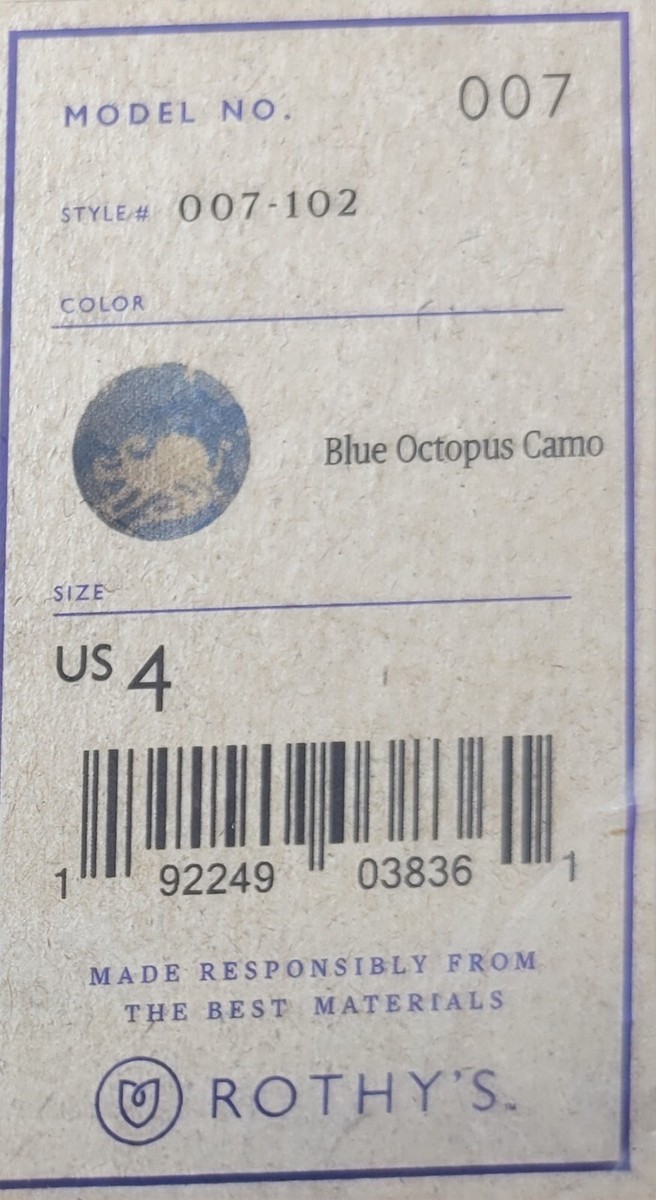 MODEL NO. 007
STYLE# 007-102
COLOR
Blue Octopus Camo
SIZE
US 4
1 92249 03836 1
MADE RESPONSIBLY FROM
THE BEST MATERIALS
ROTHY'S™